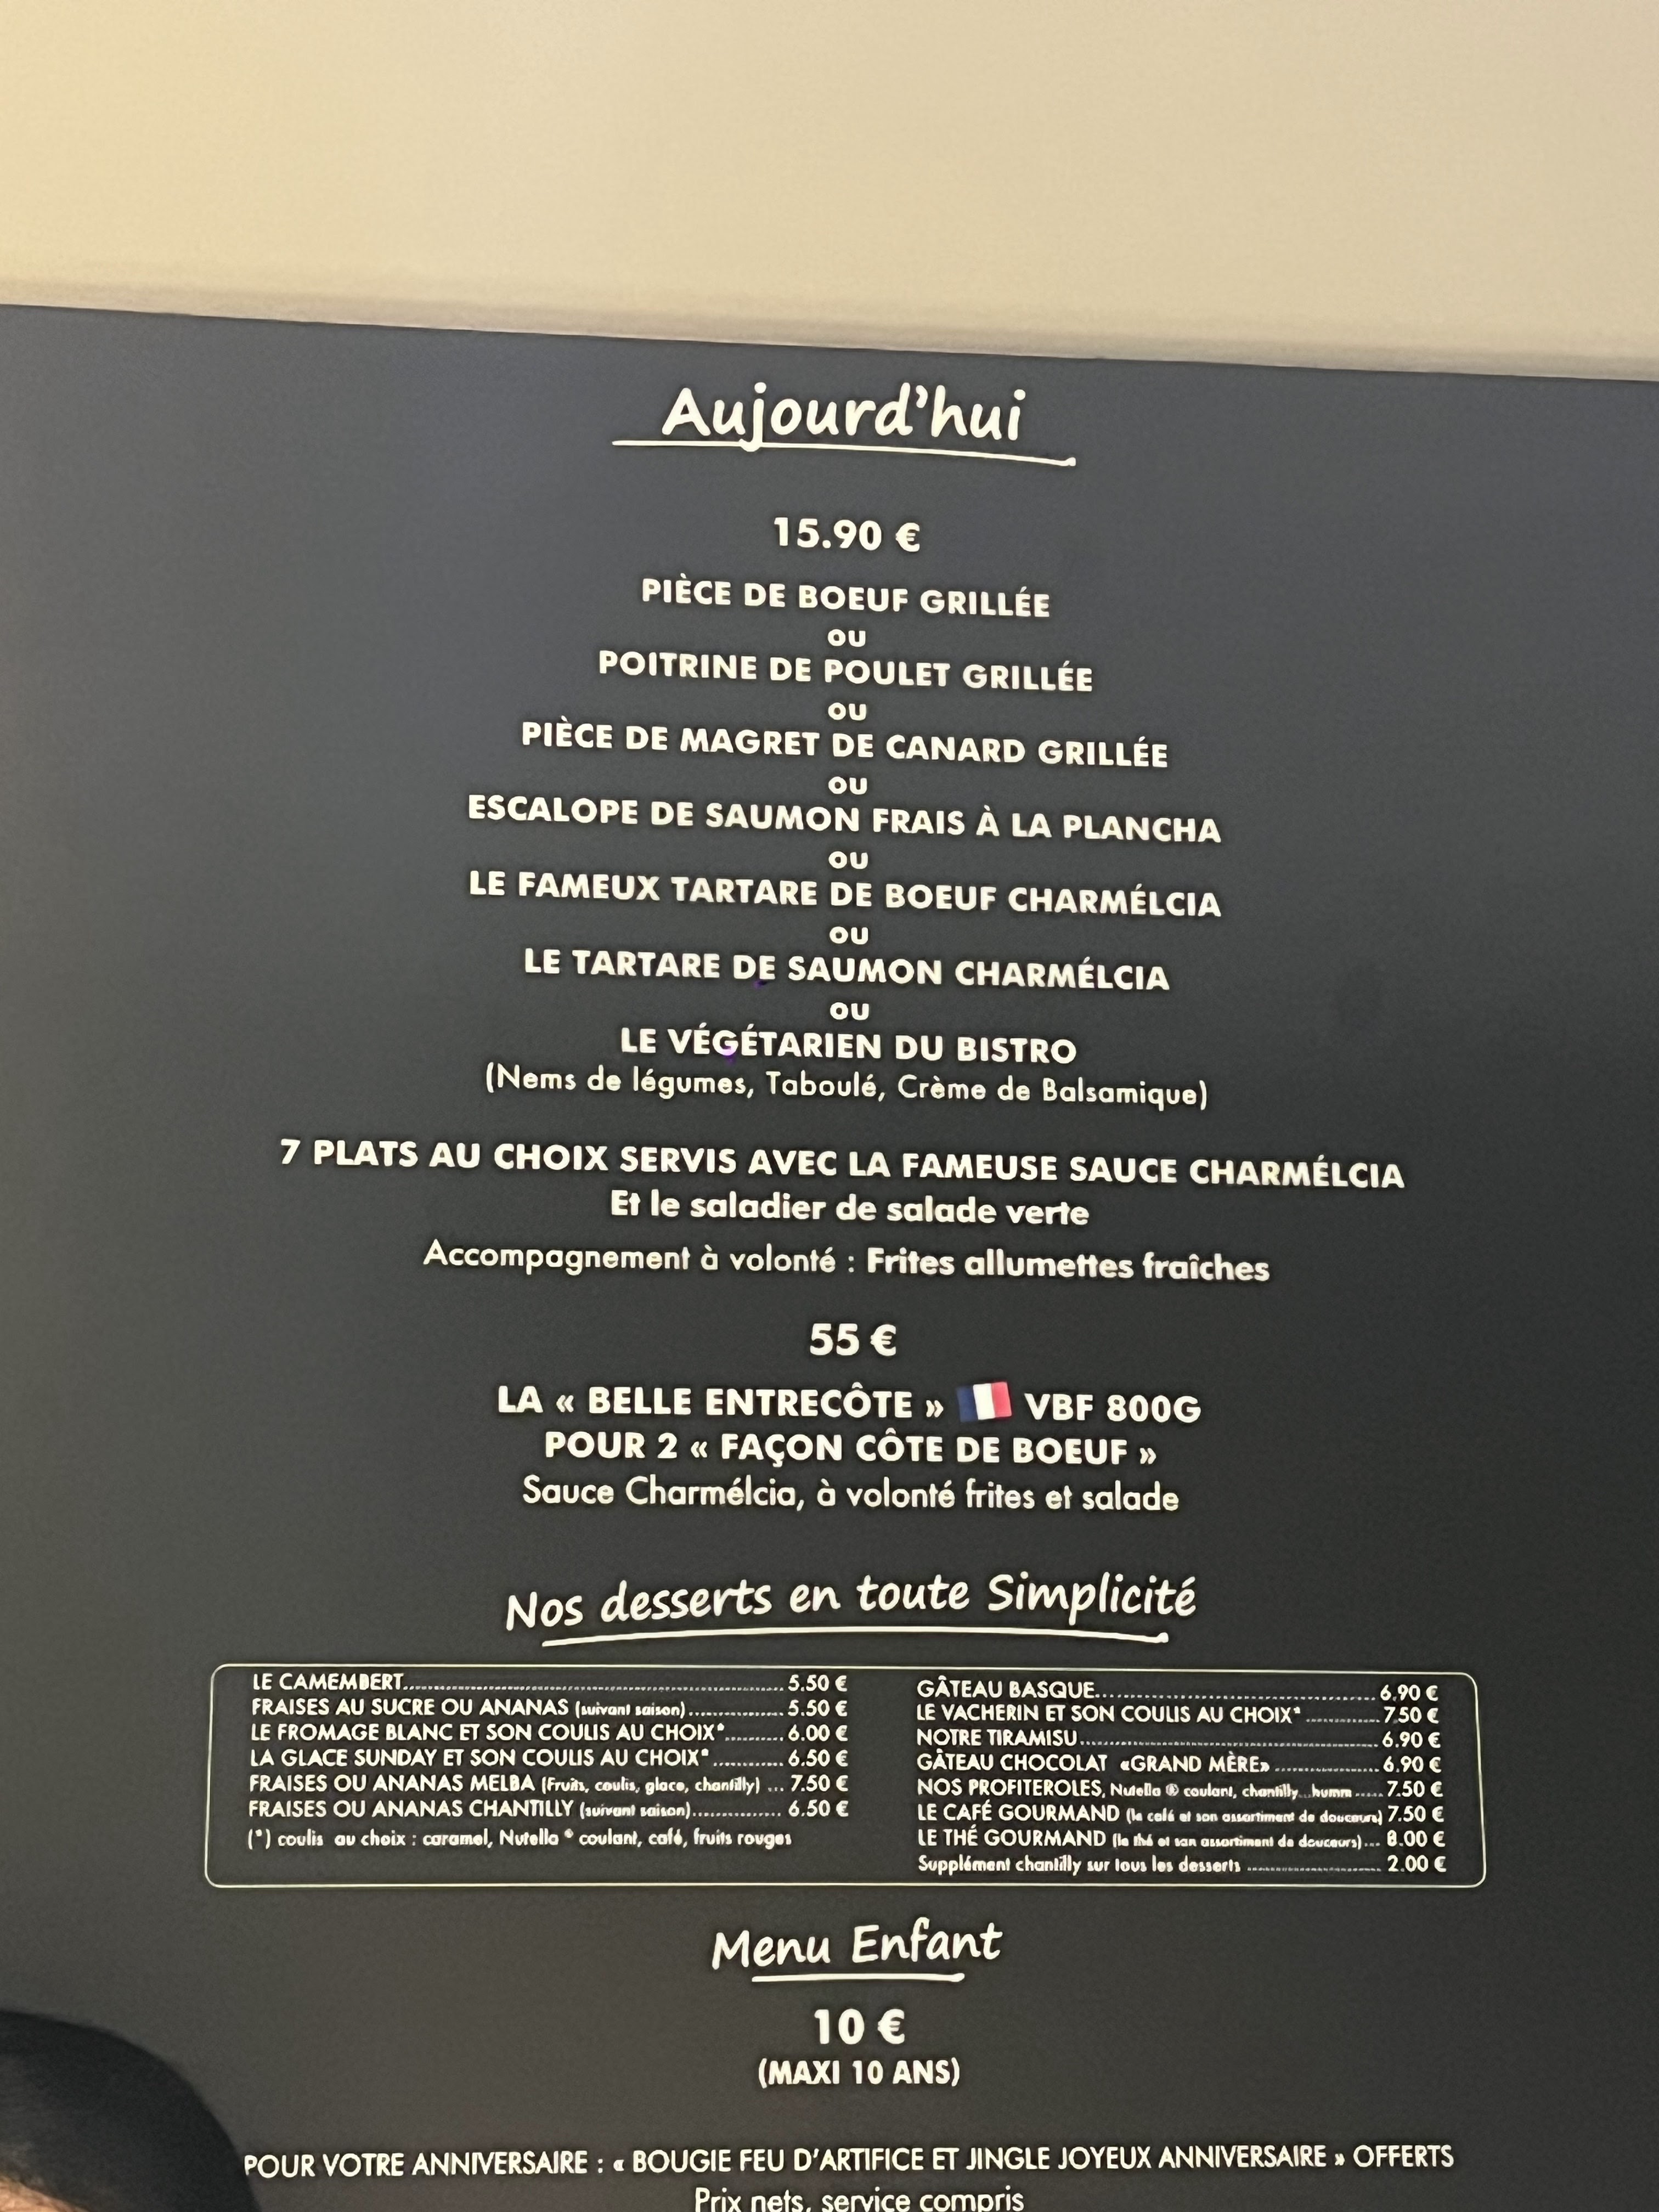 Aujourd'hui
15.90 €
PIÈCE DE BOEUF GRILLÉE
OU
POITRINE DE POULET GRILLÉE
OU
PIÈCE DE MAGRET DE CANARD GRILLÉE
OU
ESCALOPE DE SAUMON FRAIS À LA PLANCHA
OU
LE FAMEUX TARTARE DE BOEUF CHARMÉLCIA
OU
LE TARTARE DE SAUMON CHARMÉLCIA
OU
LE VÉGÉTARIEN DU BISTRO
(Nems de légumes, Taboulé, Crème de Balsamique)
7 PLATS AU CHOIX SERVIS AVEC LA FAMEUSE SAUCE CHARMÉLCIA
Et le saladier de salade verte
Accompagnement à volonté : Frites allumettes fraîches
55 €
LA « BELLE ENTRECÔTE » VBF 800G
POUR 2 « FAÇON CÔTE DE BOEUF »
Sauce Charmélcia, à volonté frites et salade
Nos desserts en toute Simplicité
LE CAMEMBERT........................ 5.50 €
FRAISES AU SUCRE OU ANANAS (suivant saison)............... 5.50 €
LE FROMAGE BLANC ET SON COULIS AU CHOIX*.......... 6.00 €
LA GLACE SUNDAY ET SON COULIS AU CHOIX*............ 6.50 €
FRAISES OU ANANAS MELBA (Fruits, coulis, glace, chantilly) ... 7.50 €
FRAISES OU ANANAS CHANTILLY (suivant saison)............... 6.50 €
(*) coulis au choix : caramel, Nutella ® coulant, café, fruits rouges
GÂTEAU BASQUE........................ 6.90 €
LE VACHERIN ET SON COULIS AU CHOIX* ............ 7.50 €
NOTRE TIRAMISU........................ 6.90 €
GÂTEAU CHOCOLAT «GRAND MÈRE» .................. 6.90 €
NOS PROFITEROLES, Nutella ® coulant, chantilly...humm ..... 7.50 €
LE CAFÉ GOURMAND (le café et son assortiment de douceurs) 7.50 €
LE THÉ GOURMAND (le thé et son assortiment de douceurs)... 8.00 €
Supplément chantilly sur tous les desserts ........................ 2.00 €
Menu Enfant
10 €
(MAXI 10 ANS)
POUR VOTRE ANNIVERSAIRE : « BOUGIE FEU D'ARTIFICE ET JINGLE JOYEUX ANNIVERSAIRE » OFFERTS
Prix nets, service compris